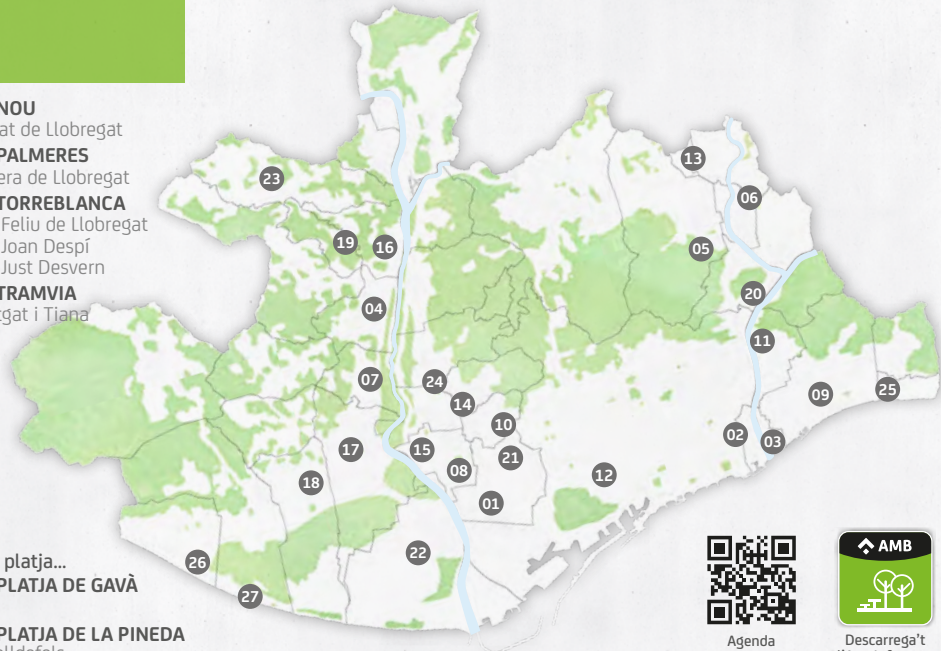 NOU
at de Llobregat
PALMERES
era de Llobregat
TORREBLANCA
Feliu de Llobregat
Joan Despí
Just Desvern
TRAMVIA
gat i Tiana
platja...
PLATJA DE GAVÀ
PLATJA DE LA PINEDA
23
19
16
04
07
24
14
10
17
15
21
18
08
01
12
22
26
27
13
06
05
20
11
09
25
02
03
Agenda
AMB
Descarrega't